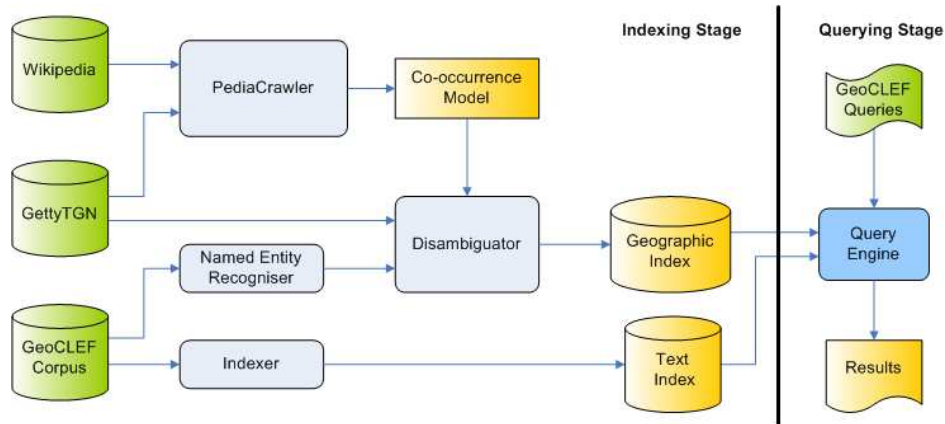 Indexing Stage
Querying Stage
Wikipedia
PediaCrawler
Co-occurrence
Model
GeoCLEF
Queries
GettyTGN
Disambiguator
Geographic
Index
Query
Engine
Named Entity
Recogniser
GeoCLEF
Corpus
Indexer
Text
Index
Results